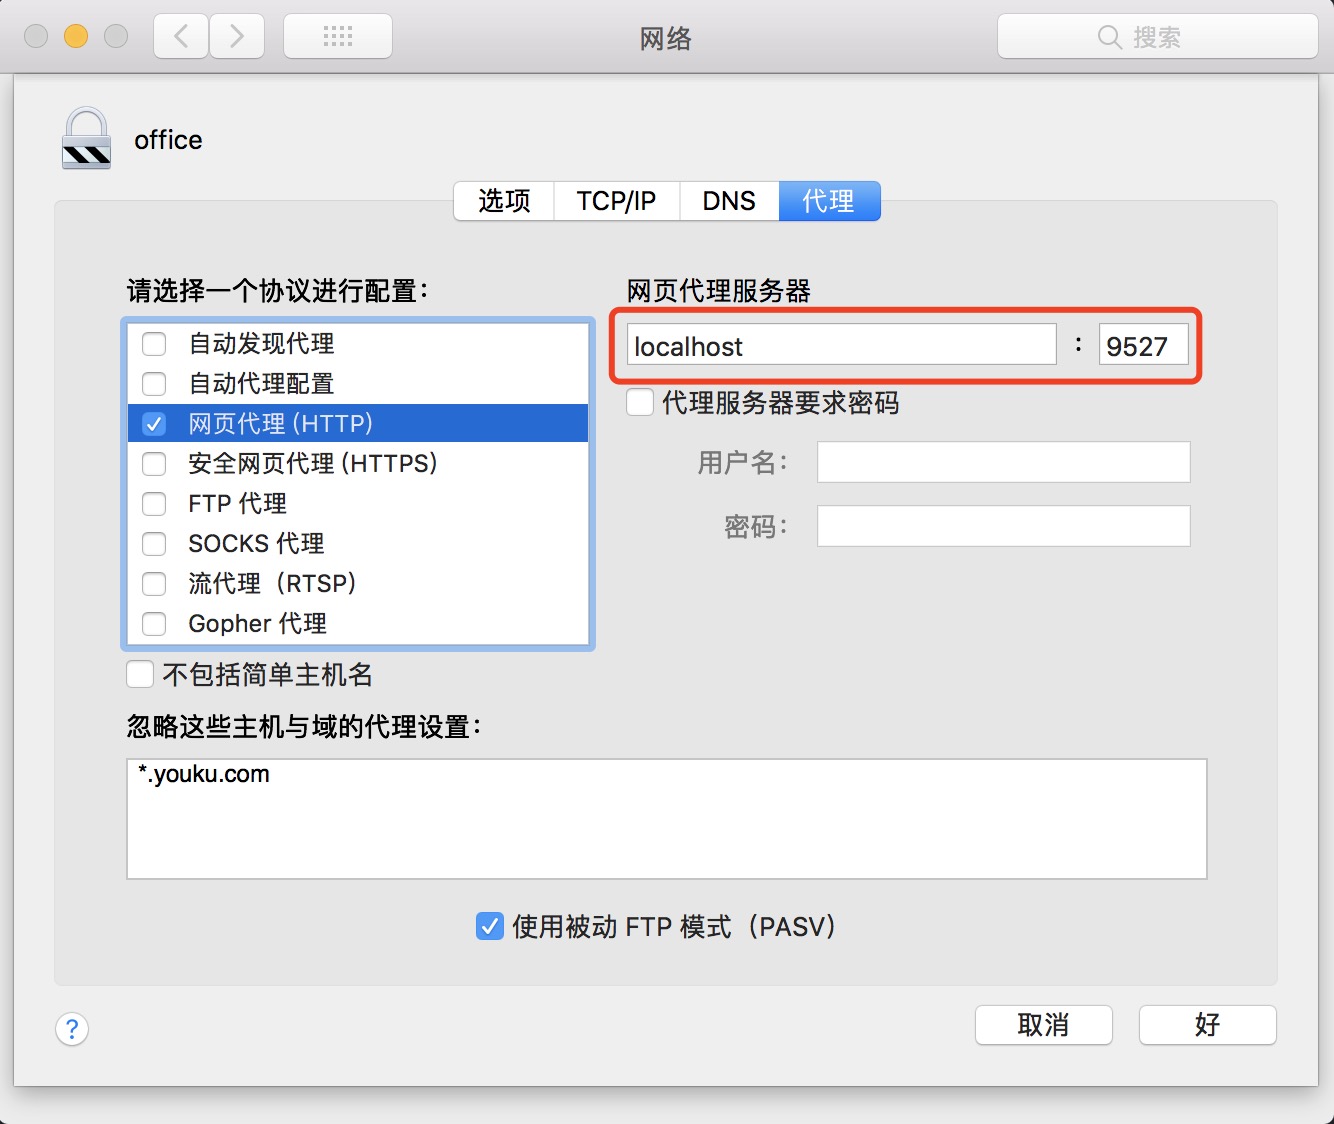 网络
搜索
office
选项
TCP/IP
DNS
代理
请选择一个协议进行配置：
自动发现代理
自动代理配置
网页代理 (HTTP)
安全网页代理 (HTTPS)
FTP 代理
SOCKS 代理
流代理（RTSP）
Gopher 代理
不包括简单主机名
网页代理服务器
localhost : 9527
代理服务器要求密码
用户名：
密码：
忽略这些主机与域的代理设置：
*.youku.com
使用被动 FTP 模式（PASV）
?
取消
好